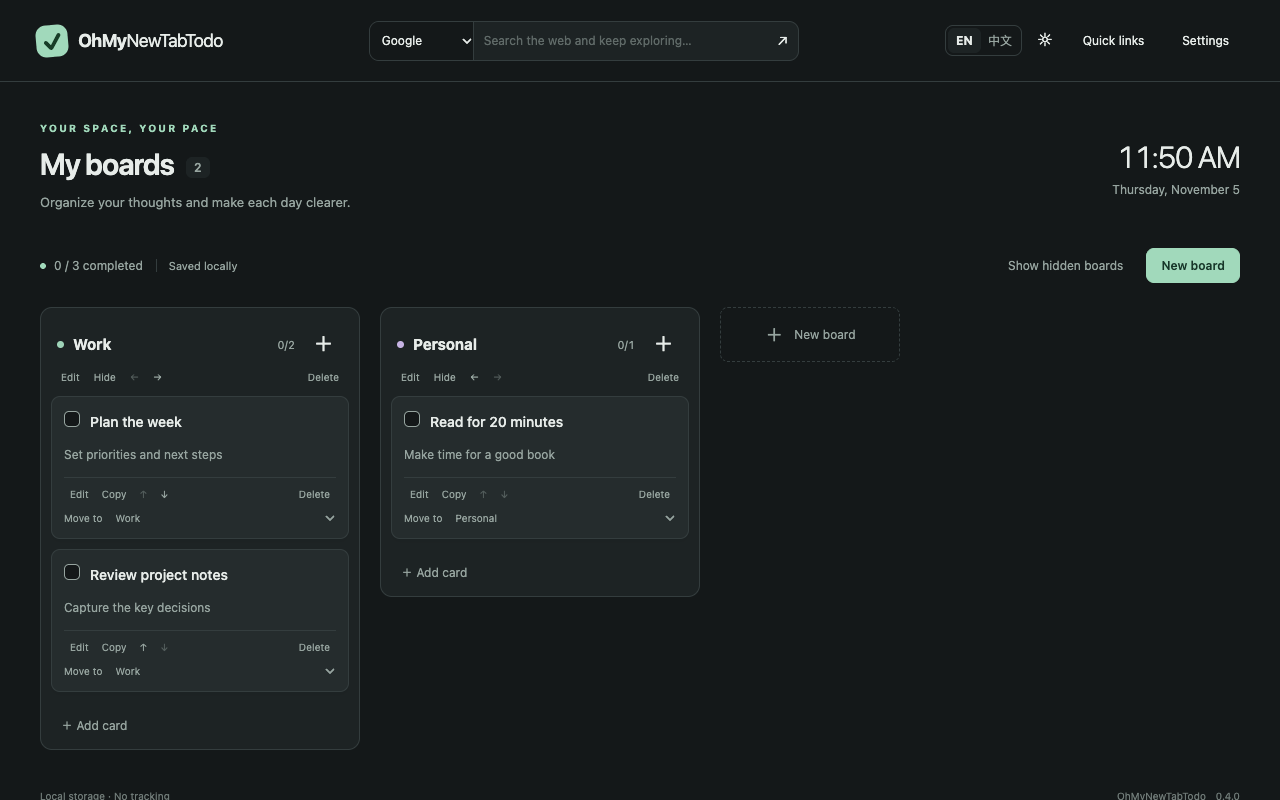 OhMyNewTabTodo
Google
Search the web and keep exploring...
EN 中文
Quick links
Settings
YOUR SPACE, YOUR PACE
My boards 2
Organize your thoughts and make each day clearer.
11:50 AM
Thursday, November 5
0 / 3 completed
Saved locally
Show hidden boards
New board
Work 0/2 +
Edit Hide ← → Delete
Plan the week
Set priorities and next steps
Edit Copy ↑ ↓ Delete
Move to Work
Review project notes
Capture the key decisions
Edit Copy ↑ ↓ Delete
Move to Work
+ Add card
Personal 0/1 +
Edit Hide ← → Delete
Read for 20 minutes
Make time for a good book
Edit Copy ↑ ↓ Delete
Move to Personal
+ Add card
+ New board
Local storage · No tracking
OhMyNewTabTodo 0.4.0